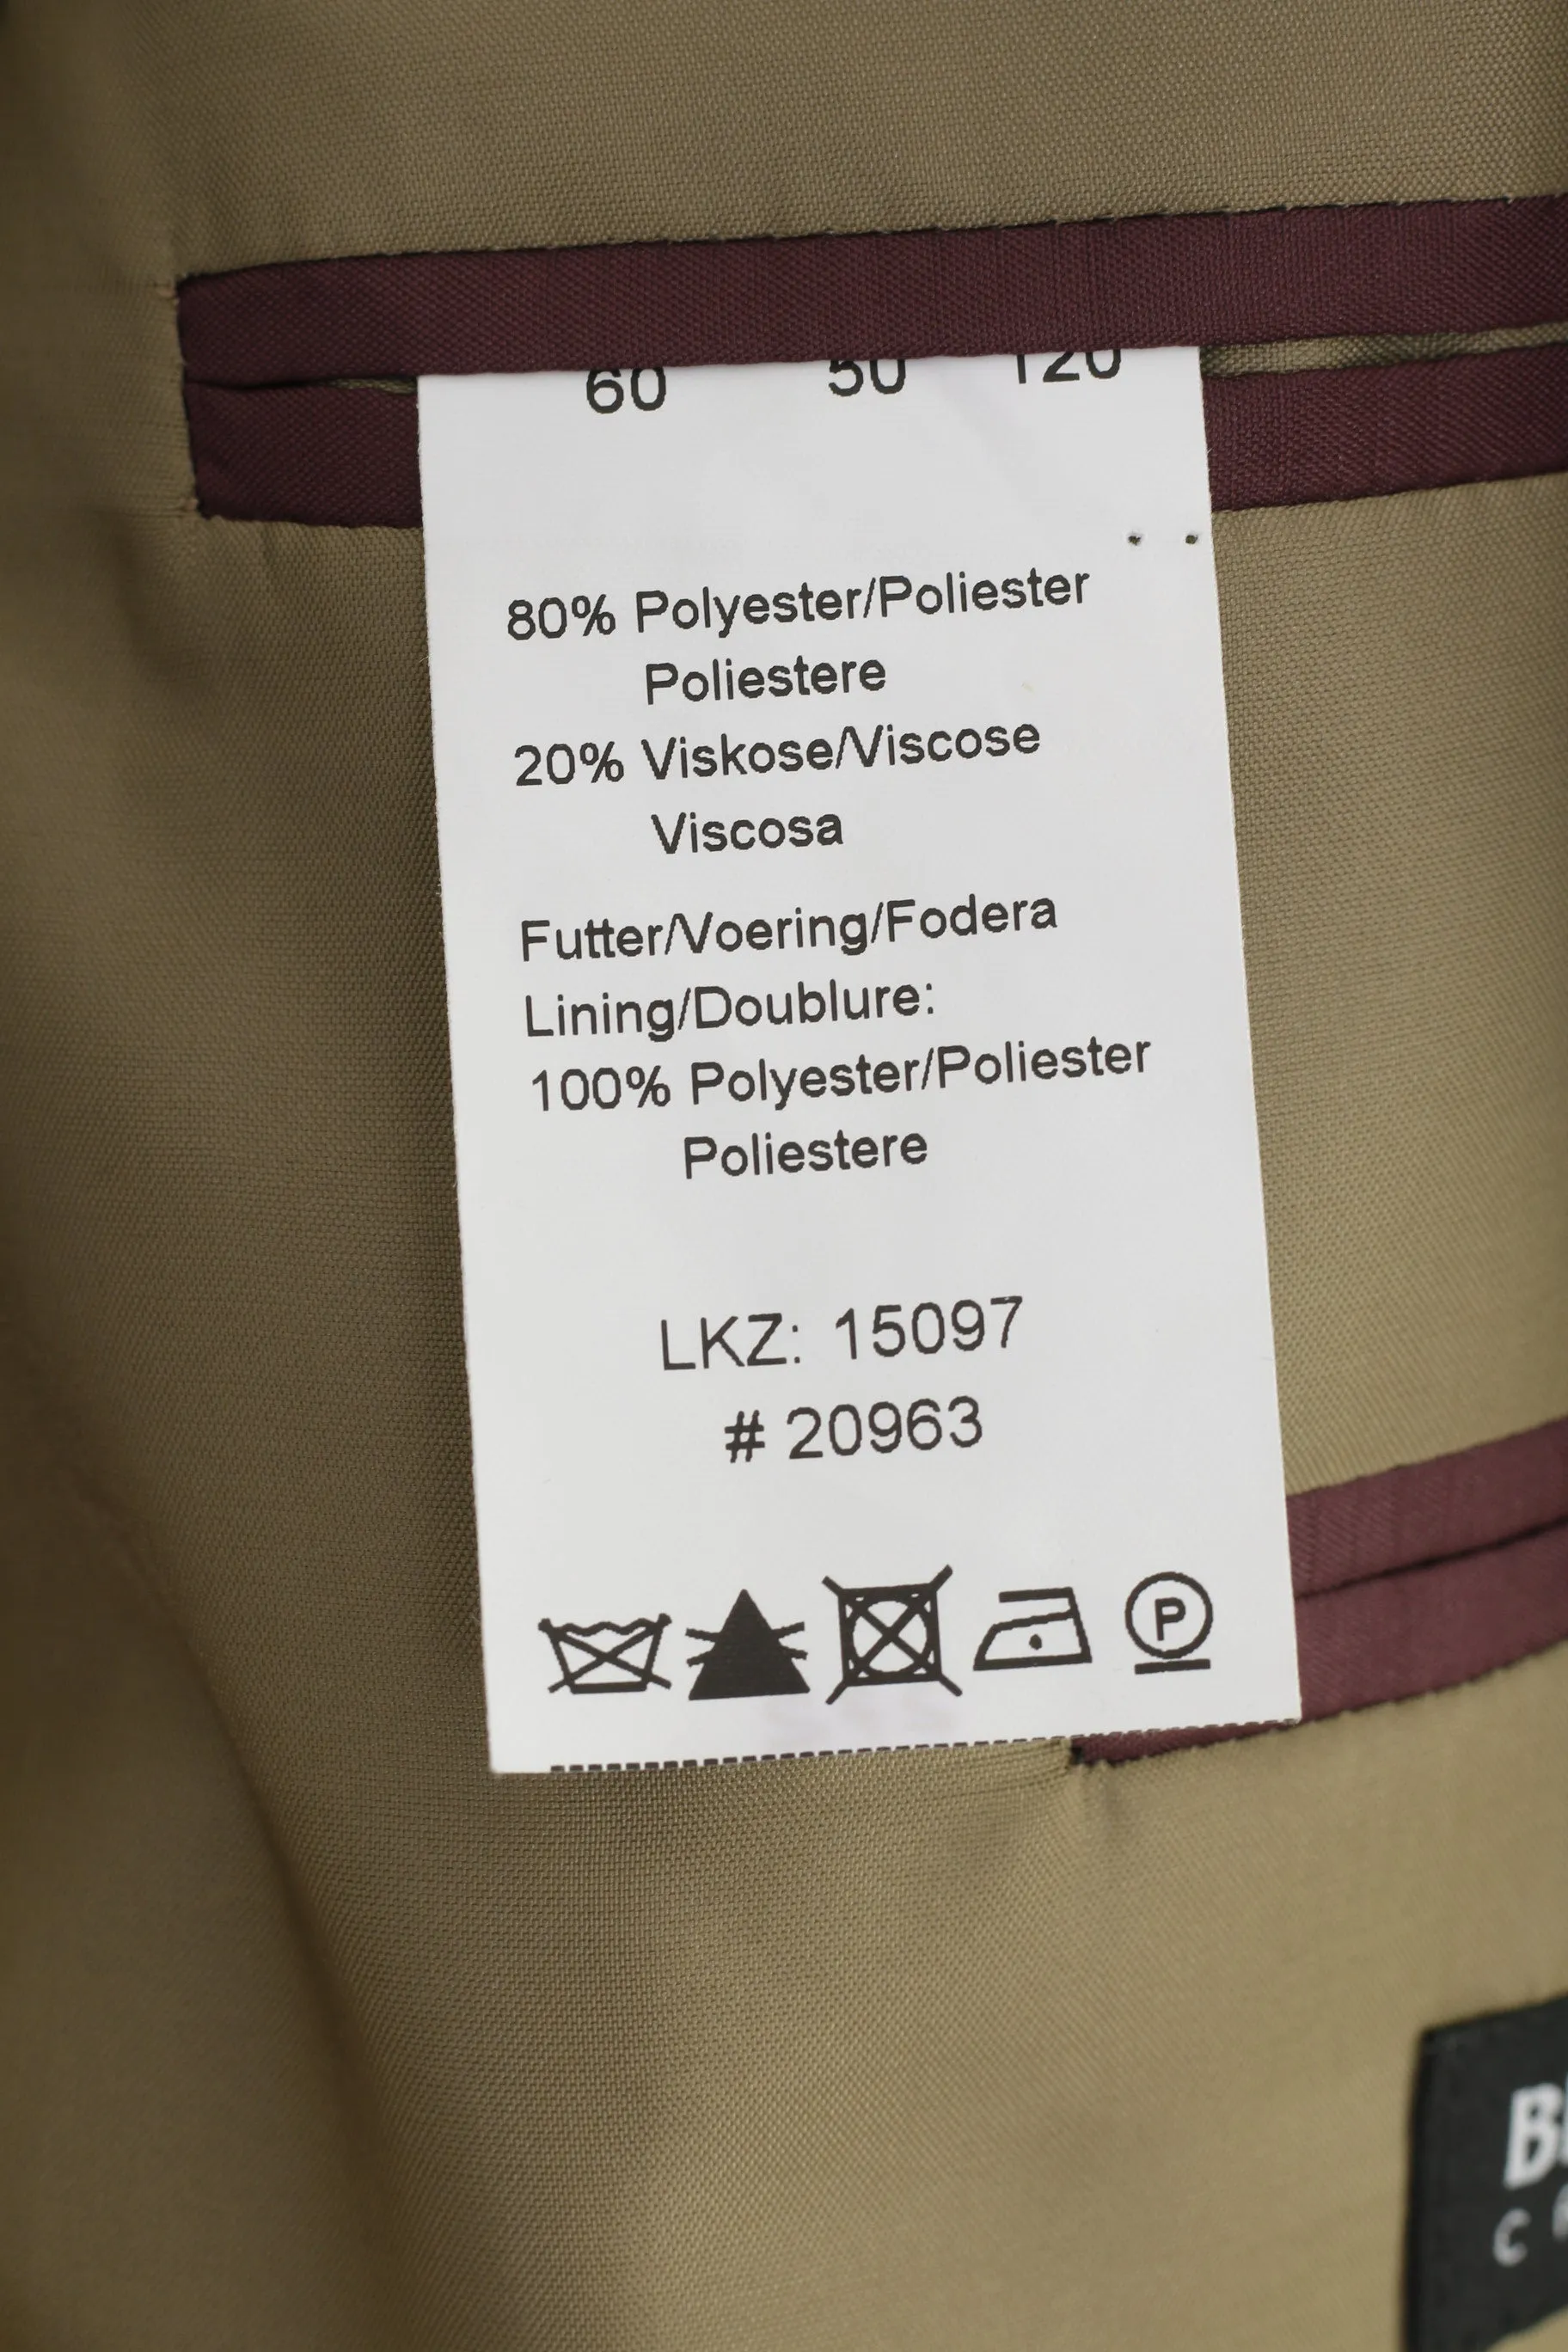 60 50 120
80% Polyester/Poliester
Poliestere
20% Viskose/Viscose
Viscosa
Futter/Voering/Fodera
Lining/Doublure:
100% Polyester/Poliester
Poliestere
LKZ: 15097
# 20963
P